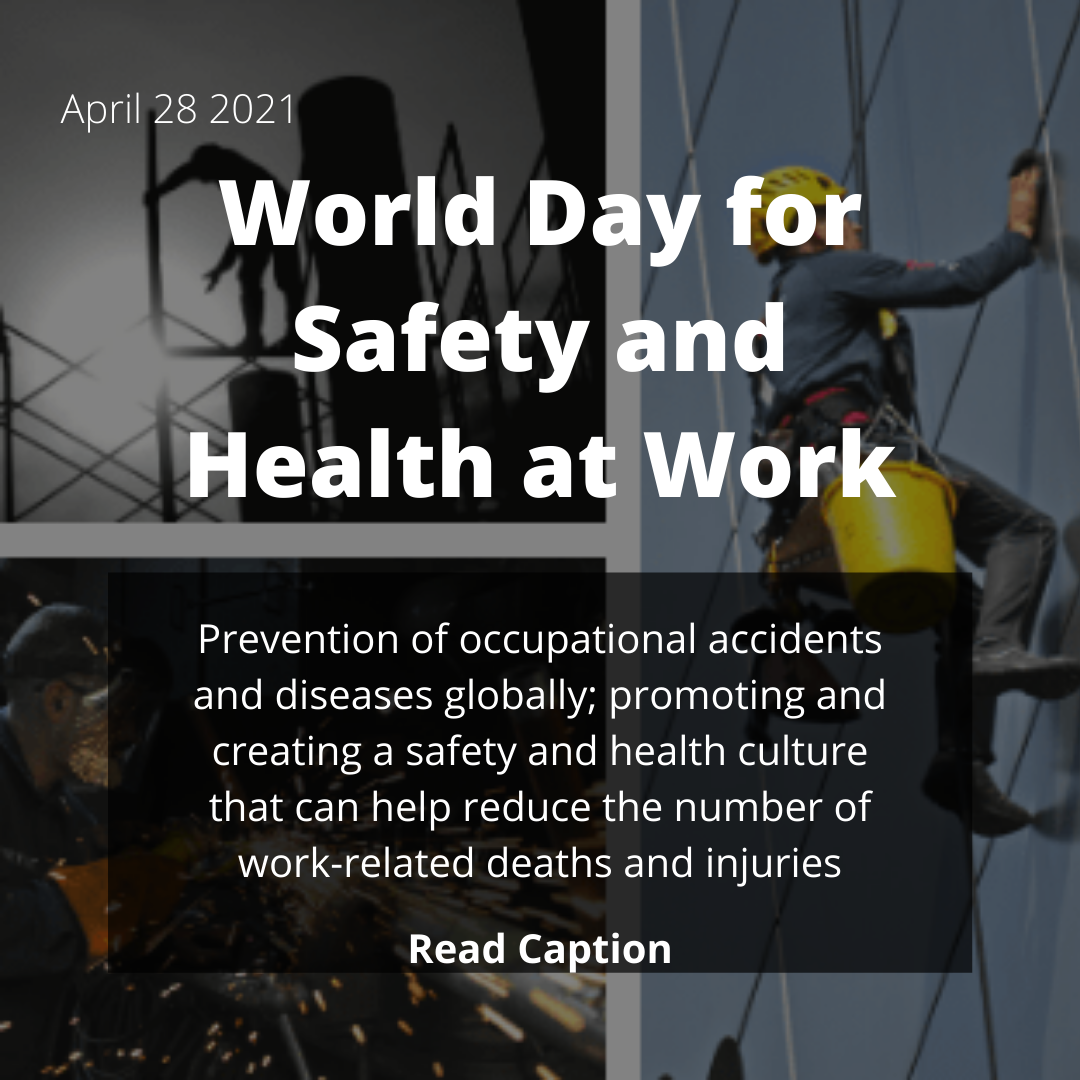 April 28 2021
World Day for
Safety and
Health at Work
Prevention of occupational accidents
and diseases globally; promoting and
creating a safety and health culture
that can help reduce the number of
work-related deaths and injuries
Read Caption